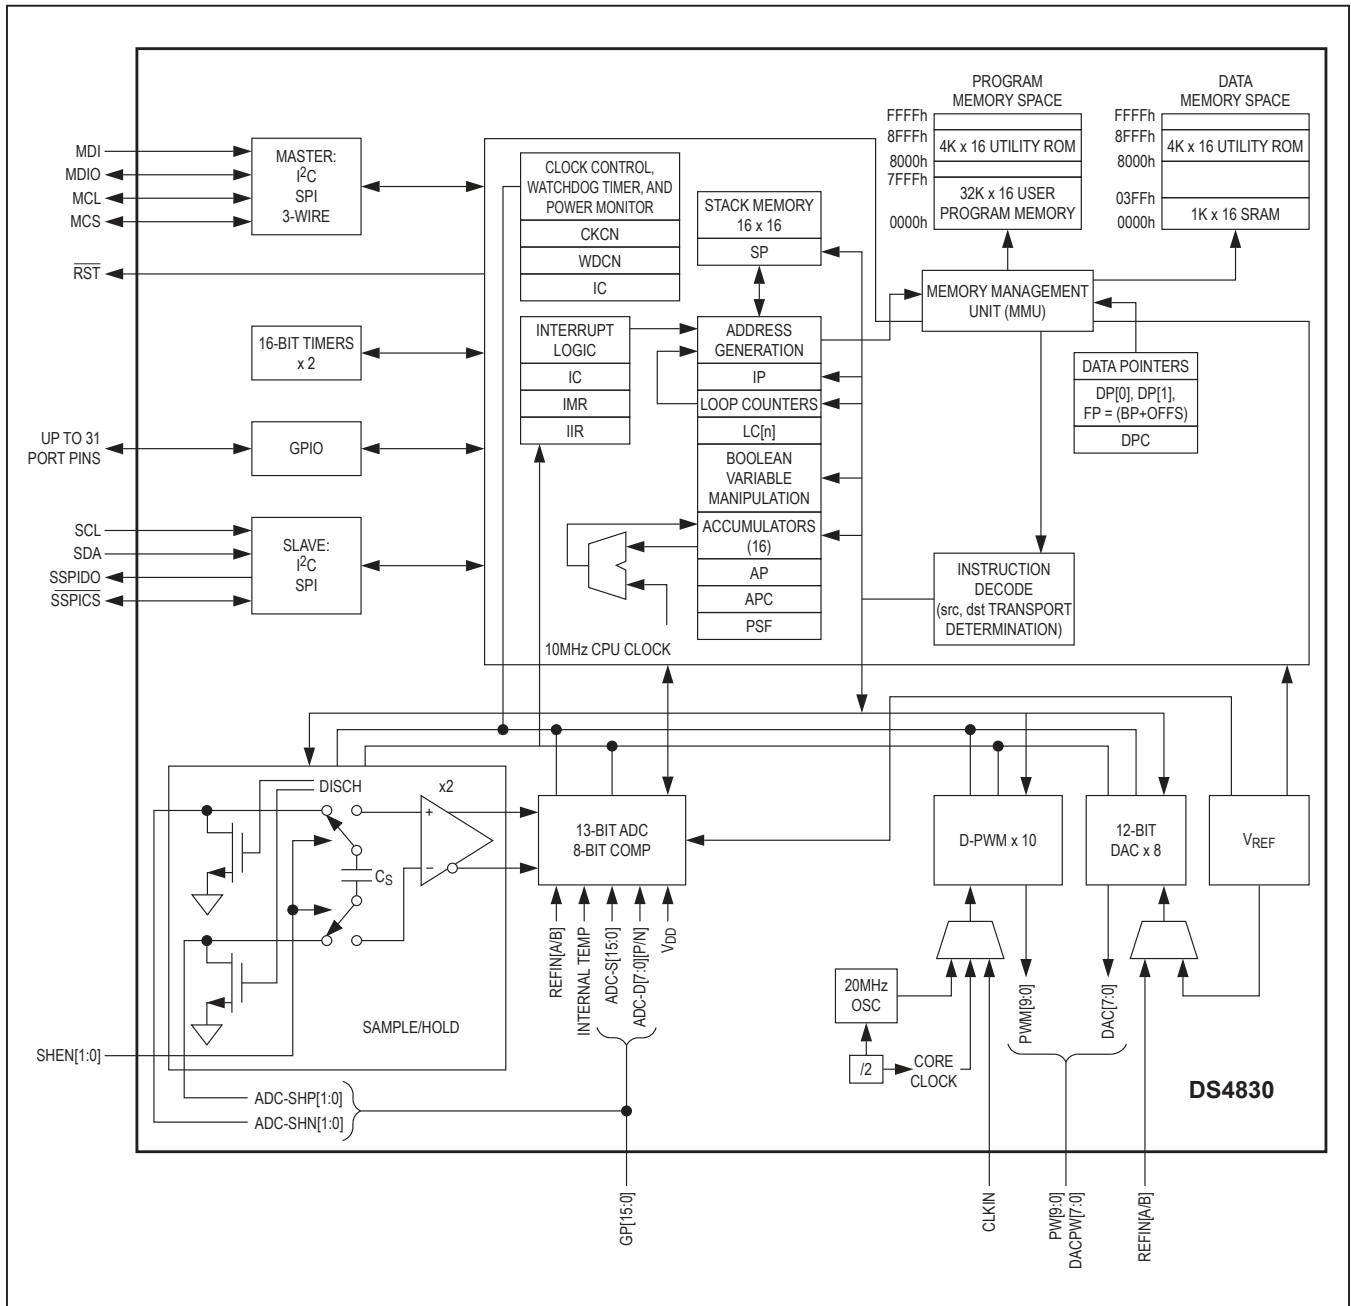 PROGRAM
MEMORY SPACE
FFFFh
8FFFh
4K x 16 UTILITY ROM
8000h
7FFFh
32K x 16 USER
PROGRAM MEMORY
0000h
DATA
MEMORY SPACE
FFFFh
8FFFh
4K x 16 UTILITY ROM
8000h
03FFh
1K x 16 SRAM
0000h
MDI
MDIO
MCL
MCS
MASTER:
I2C
SPI
3-WIRE
RST
CLOCK CONTROL,
WATCHDOG TIMER, AND
POWER MONITOR
CKCN
WDCN
IC
STACK MEMORY
16 x 16
SP
MEMORY MANAGEMENT
UNIT (MMU)
16-BIT TIMERS
x 2
INTERRUPT
LOGIC
IC
IMR
IIR
ADDRESS
GENERATION
IP
LOOP COUNTERS
LC[n]
BOOLEAN
VARIABLE
MANIPULATION
ACCUMULATORS
(16)
AP
APC
PSF
DATA POINTERS
DP[0], DP[1],
FP = (BP+OFFS)
DPC
UP TO 31
PORT PINS
GPIO
SCL
SDA
SSPIDO
SSPICS
SLAVE:
I2C
SPI
INSTRUCTION
DECODE
(src, dst TRANSPORT
DETERMINATION)
10MHz CPU CLOCK
DISCH
x2
+
−
CS
SAMPLE/HOLD
SHEN[1:0]
ADC-SHP[1:0]
ADC-SHN[1:0]
13-BIT ADC
8-BIT COMP
REFIN[A/B]
INTERNAL TEMP
ADC-S[15:0]
ADC-D[7:0][P/N]
VDD
GP[15:0]
D-PWM x 10
12-BIT
DAC x 8
VREF
20MHz
OSC
/2
CORE
CLOCK
PWM[9:0]
DAC[7:0]
DS4830
CLKIN
PW[9:0]
DACPW[7:0]
REFIN[A/B]